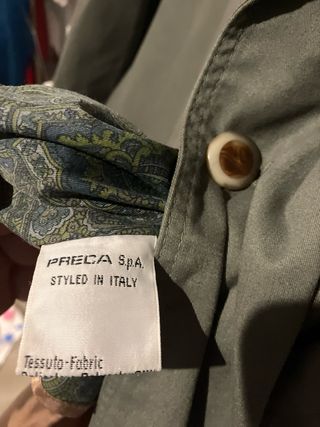 PRECA S.p.A.
STYLED IN ITALY
Tessuto-Fabric